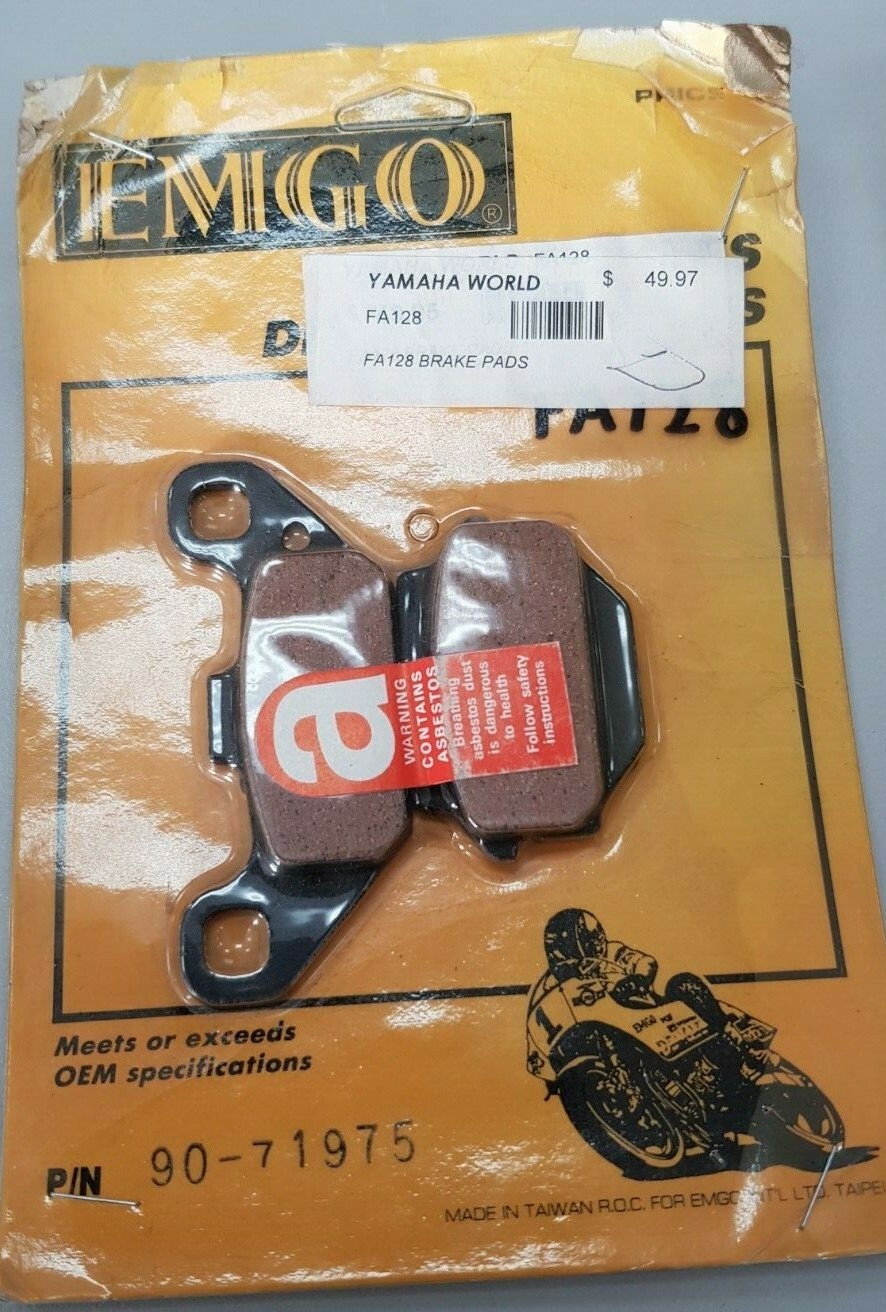 EMGO®
PRICE
YAMAHA WORLD $ 49.97
FA128
FA128 BRAKE PADS
FA128
a
WARNING
CONTAINS
ASBESTOS
Breathing
asbestos dust
is dangerous
to health
Follow safety
instructions
1
EMGO
Meets or exceeds
OEM specifications
P/N 90-71975
MADE IN TAIWAN R.O.C. FOR EMGO INT'L LTD. TAIPEI